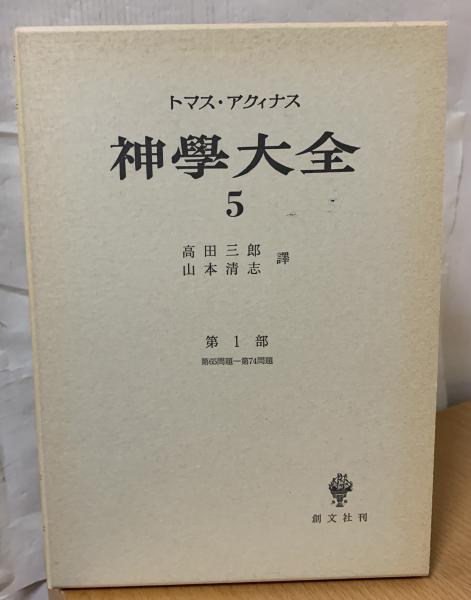 トマス・アクィナス
神學大全
5
高田三郎
山本清志 譯
第1部
第65問題―第74問題
創文社刊